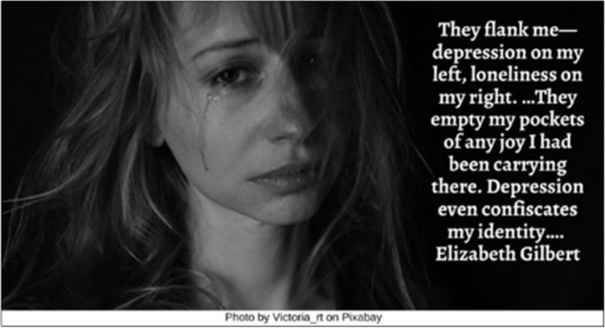 They flank me—
depression on my
left, loneliness on
my right. ...They
empty my pockets
of any joy I had
been carrying
there. Depression
even confiscates
my identity....
Elizabeth Gilbert
Photo by Victoria_rt on Pixabay